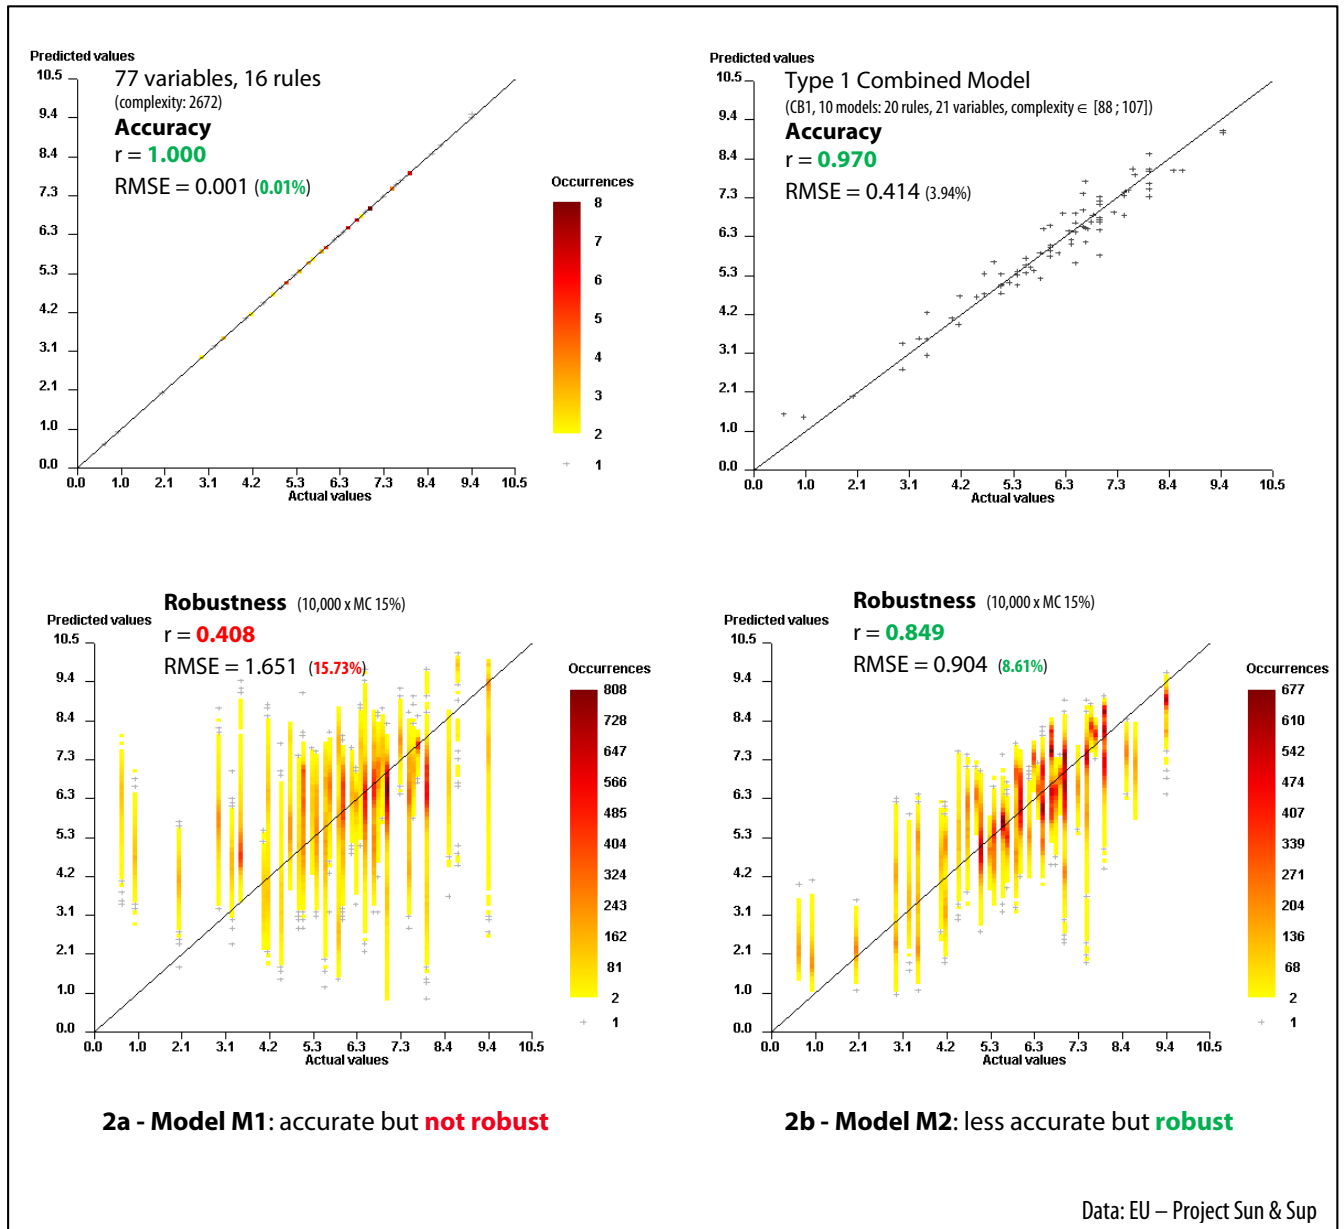 Predicted values
10.5
9.4
8.4
7.3
6.3
5.3
4.2
3.1
2.1
1.0
0.0
77 variables, 16 rules
(complexity: 2672)
Accuracy
r = 1.000
RMSE = 0.001 (0.01%)
0.0 1.0 2.1 3.1 4.2 5.3 6.3 7.3 8.4 9.4 10.5
Actual values
Occurrences
8
7
6
5
4
3
2
1
Predicted values
10.5
9.4
8.4
7.3
6.3
5.3
4.2
3.1
2.1
1.0
0.0
Type 1 Combined Model
(CB1, 10 models: 20 rules, 21 variables, complexity ∈ [88 ; 107])
Accuracy
r = 0.970
RMSE = 0.414 (3.94%)
0.0 1.0 2.1 3.1 4.2 5.3 6.3 7.3 8.4 9.4 10.5
Actual values
Robustness (10,000 x MC 15%)
r = 0.408
RMSE = 1.651 (15.73%)
Predicted values
10.5
9.4
8.4
7.3
6.3
5.3
4.2
3.1
2.1
1.0
0.0
0.0 1.0 2.1 3.1 4.2 5.3 6.3 7.3 8.4 9.4 10.5
Actual values
Occurrences
808
728
647
566
485
404
324
243
162
81
2
1
2a - Model M1: accurate but not robust
Robustness (10,000 x MC 15%)
r = 0.849
RMSE = 0.904 (8.61%)
Predicted values
10.5
9.4
8.4
7.3
6.3
5.3
4.2
3.1
2.1
1.0
0.0
0.0 1.0 2.1 3.1 4.2 5.3 6.3 7.3 8.4 9.4 10.5
Actual values
Occurrences
677
610
542
474
407
339
271
204
136
68
2
1
2b - Model M2: less accurate but robust
Data: EU – Project Sun & Sup